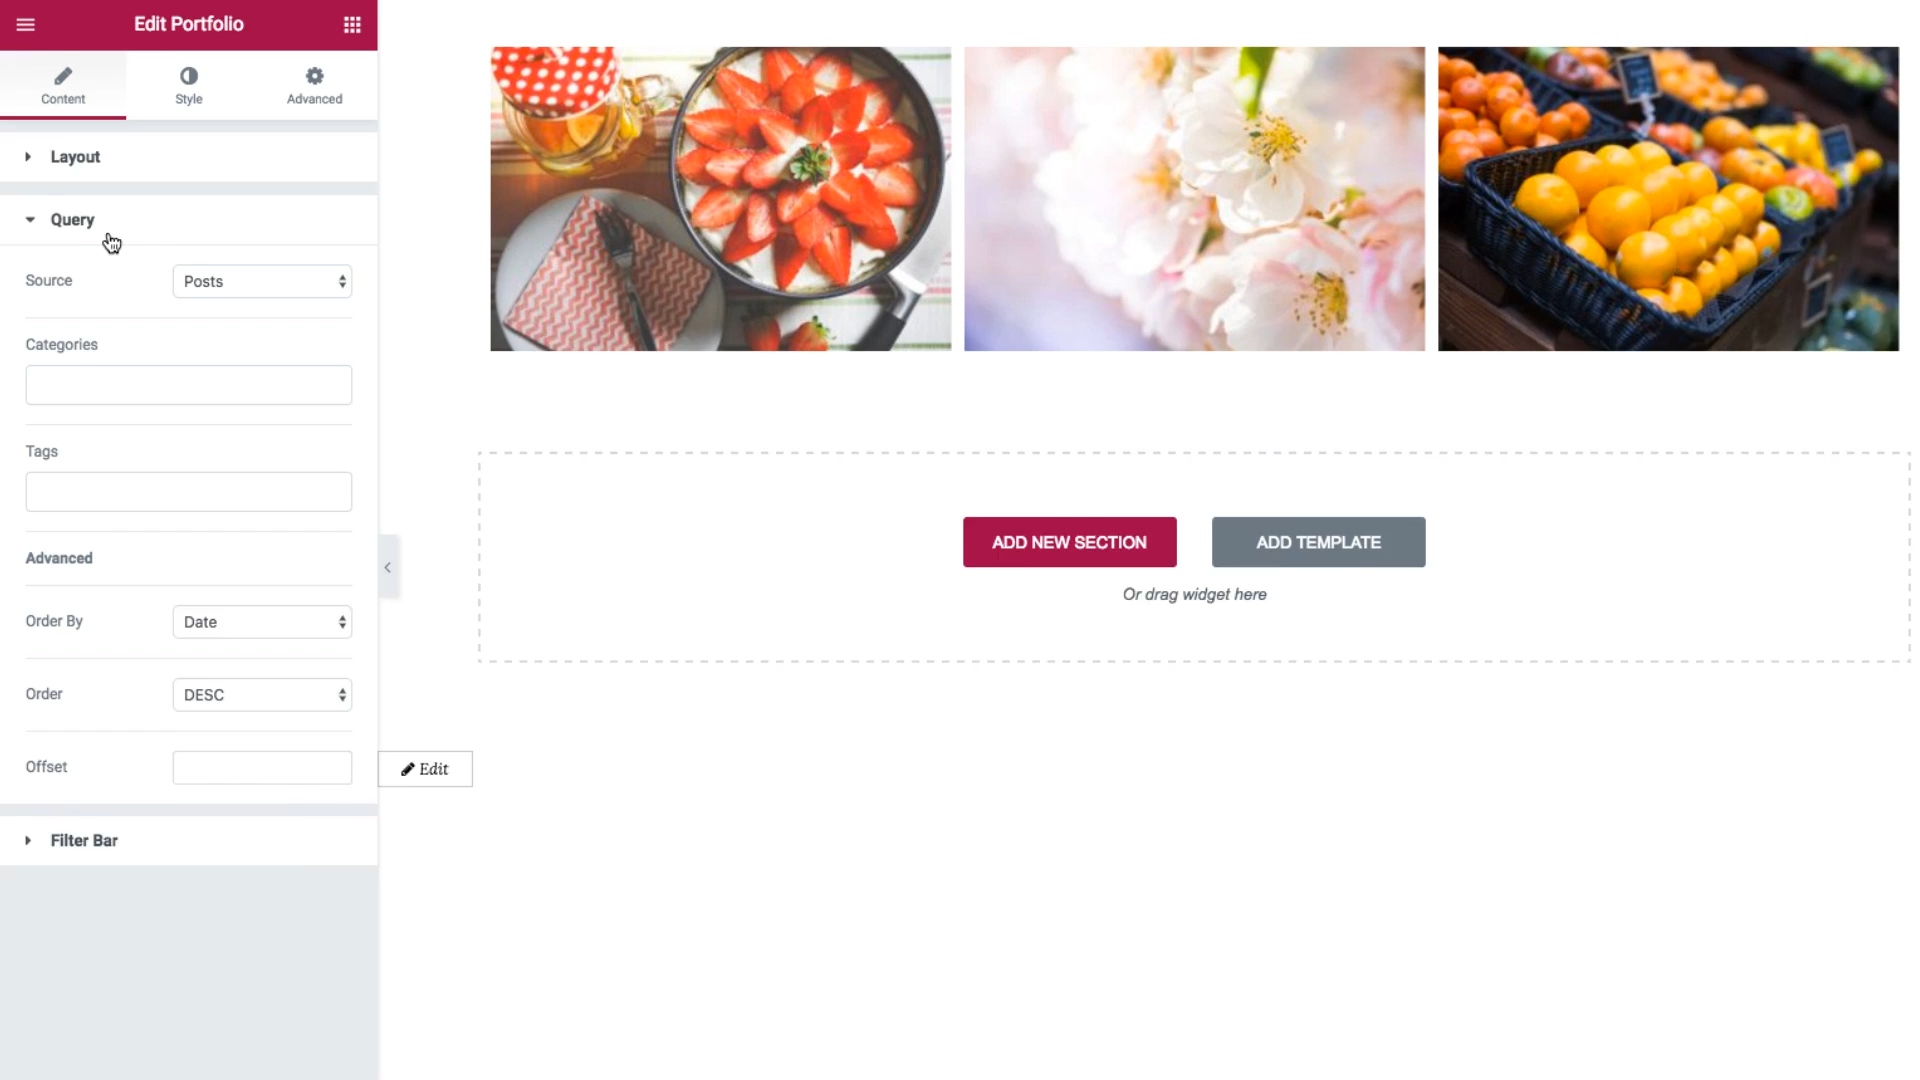 Edit Portfolio
Content
Style
Advanced
Layout
Query
Source
Posts
Categories
Tags
Advanced
Order By
Date
Order
DESC
Offset
Filter Bar
Edit
ADD NEW SECTION
ADD TEMPLATE
Or drag widget here